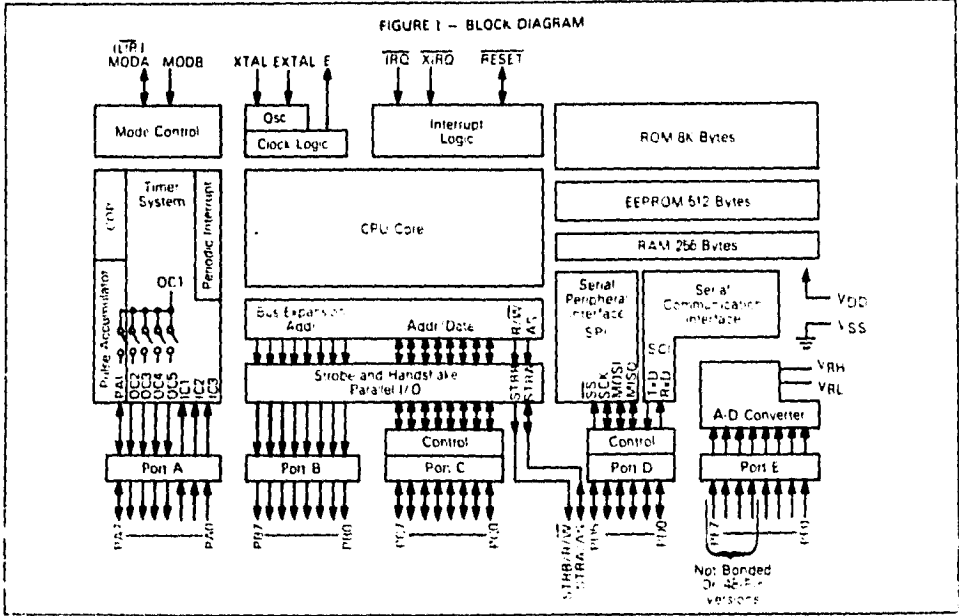 FIGURE 1 – BLOCK DIAGRAM
(LIR)
MODA MODB
XTAL EXTAL E
IRQ XIRQ RESET
Mode Control
Osc
Clock Logic
Interrupt
Logic
ROM 8K Bytes
COP
Timer
System
Periodic Interrupt
CPU Core
EEPROM 512 Bytes
RAM 256 Bytes
Pulse Accumulator
OC1
Bus Expansion
Addr
Addr/Data
R/W
AS
Serial
Peripheral
Interface
SPI
Serial
Communication
Interface
SCI
VDD
VSS
PAI
OC2
OC3
OC4
OC5
IC1
IC2
IC3
Strobe and Handshake
Parallel I/O
STRB
STRA
SS
SCK
MOSI
MISO
TxD
RxD
VRH
VRL
A-D Converter
Control
Control
Port A
Port B
Port C
Port D
Port E
PA7
PA0
PB7
PB0
PC7
PC0
STRB/R/W
STRA/AS
PD5
PD0
PE7
PE0
Not Bonded
On 48-Pin
Versions